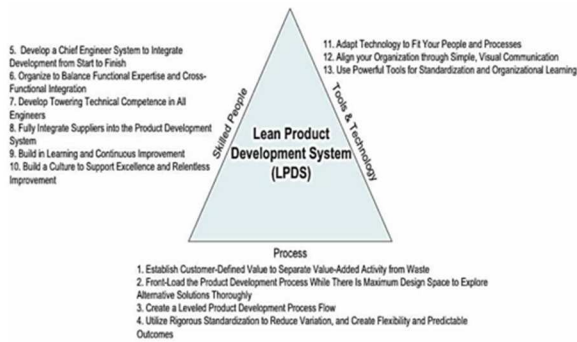 5. Develop a Chief Engineer System to Integrate
Development from Start to Finish
6. Organize to Balance Functional Expertise and Cross-
Functional Integration
7. Develop Towering Technical Competence in All
Engineers
8. Fully Integrate Suppliers into the Product Development
System
9. Build in Learning and Continuous Improvement
10. Build a Culture to Support Excellence and Relentless
Improvement
11. Adapt Technology to Fit Your People and Processes
12. Align your Organization through Simple, Visual Communication
13. Use Powerful Tools for Standardization and Organizational Learning
Skilled People
Tools & Technology
Lean Product
Development System
(LPDS)
Process
1. Establish Customer-Defined Value to Separate Value-Added Activity from Waste
2. Front-Load the Product Development Process While There Is Maximum Design Space to Explore
Alternative Solutions Thoroughly
3. Create a Leveled Product Development Process Flow
4. Utilize Rigorous Standardization to Reduce Variation, and Create Flexibility and Predictable
Outcomes